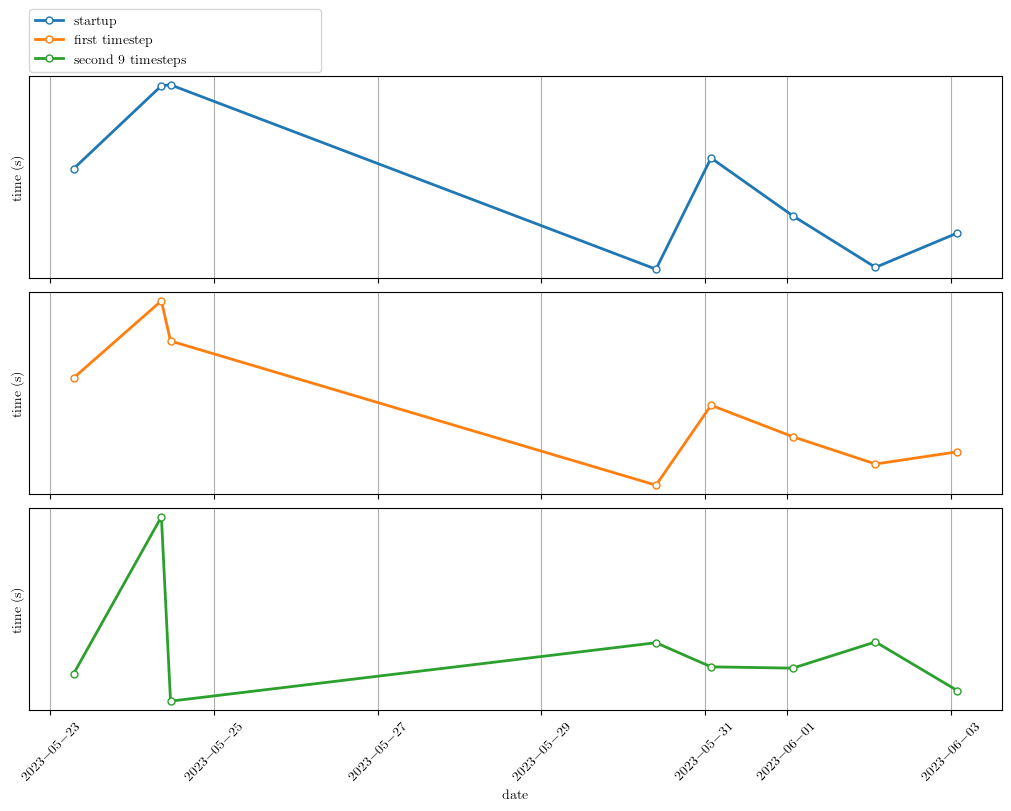 startup
first timestep
second 9 timesteps
time (s)
time (s)
time (s)
2023−05−23
2023−05−25
2023−05−27
2023−05−29
2023−05−31
2023−06−01
2023−06−03
date